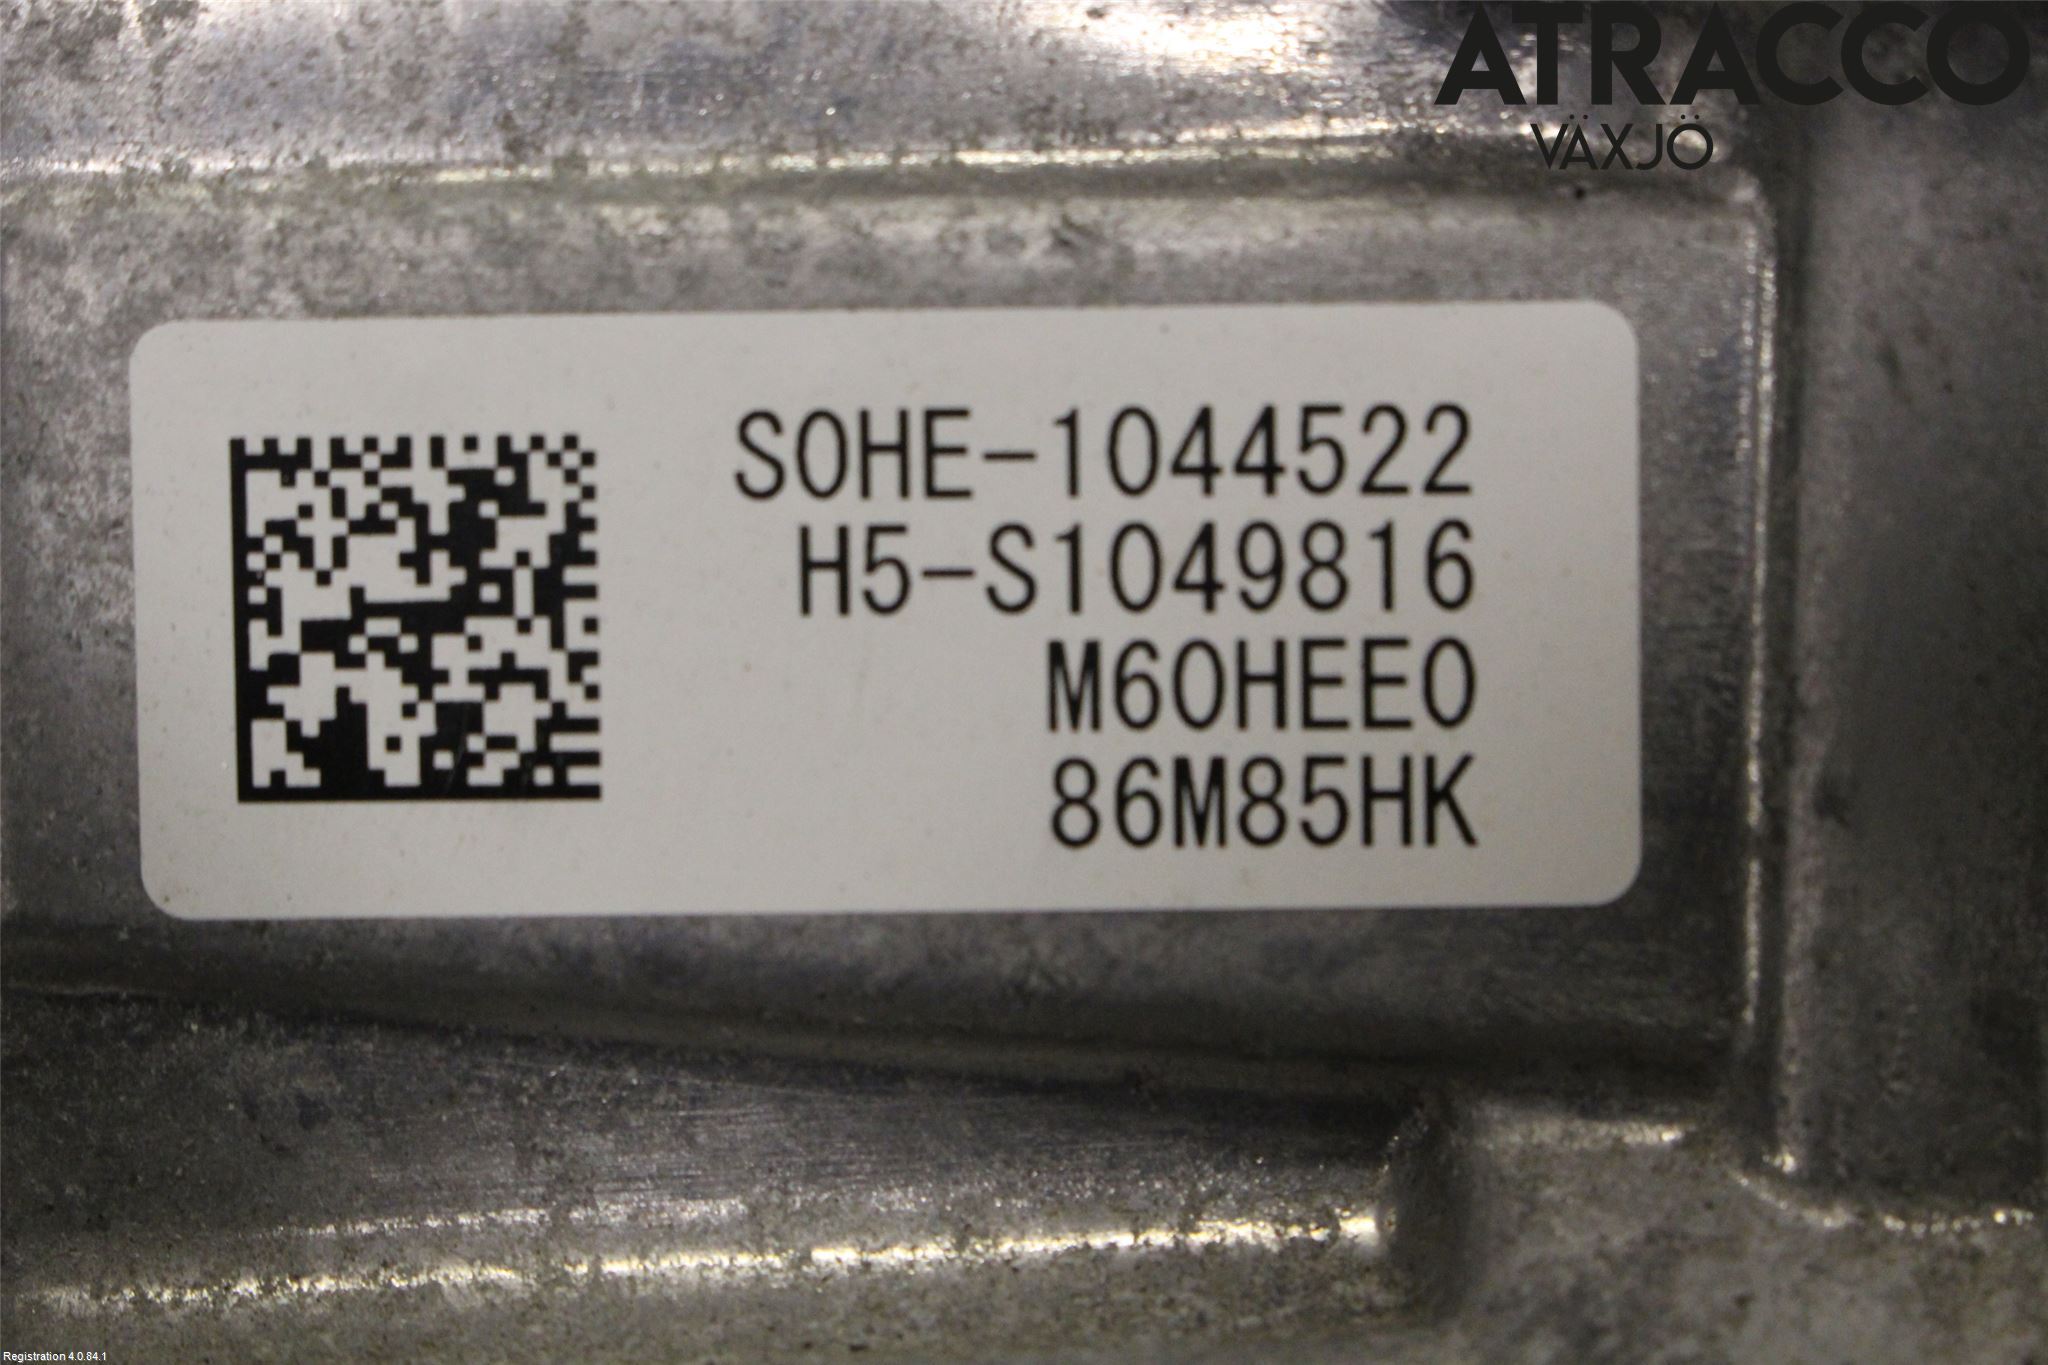 ATRACCO
VÄXJÖ
S0HE-1044522
H5-S1049816
M60HEE0
86M85HK
Registration 4.0.84.1